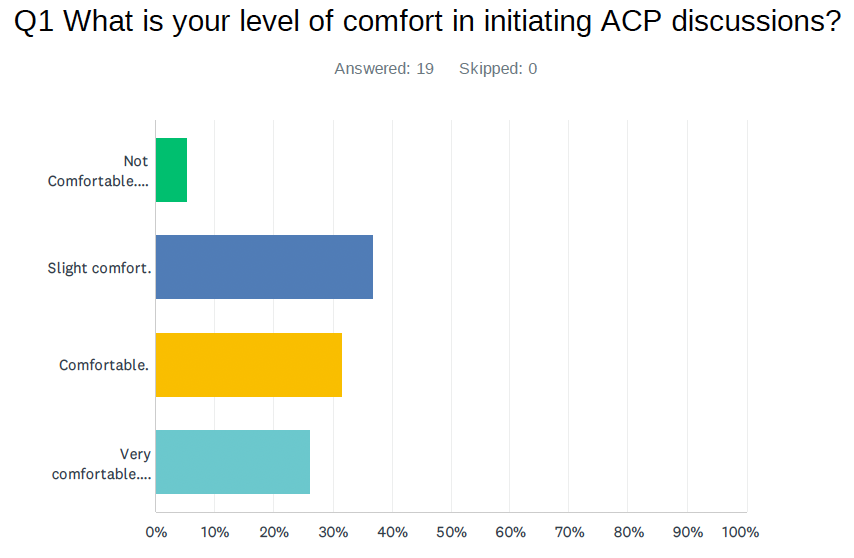 Q1 What is your level of comfort in initiating ACP discussions?
Answered: 19 Skipped: 0
Not
Comfortable....
Slight comfort.
Comfortable.
Very
comfortable....
0% 10% 20% 30% 40% 50% 60% 70% 80% 90% 100%